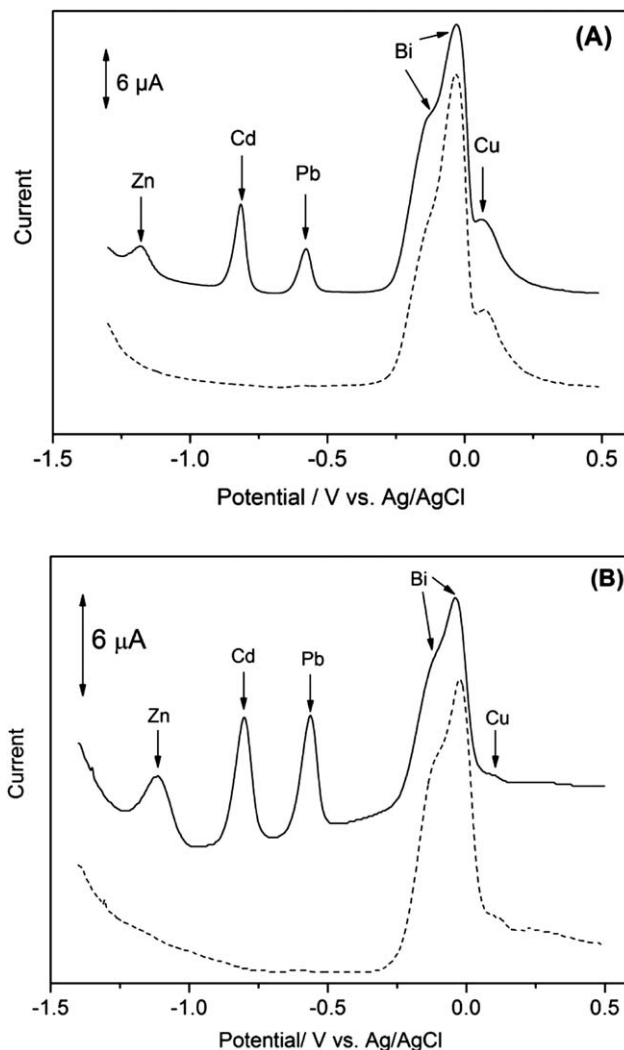 (A)
6 µA
Bi
Cd
Cu
Zn
Pb
Current
-1.5 -1.0 -0.5 0.0 0.5
Potential / V vs. Ag/AgCl
(B)
Bi
6 µA
Cd Pb
Zn Cu
Current
-1.5 -1.0 -0.5 0.0 0.5
Potential/ V vs. Ag/AgCl